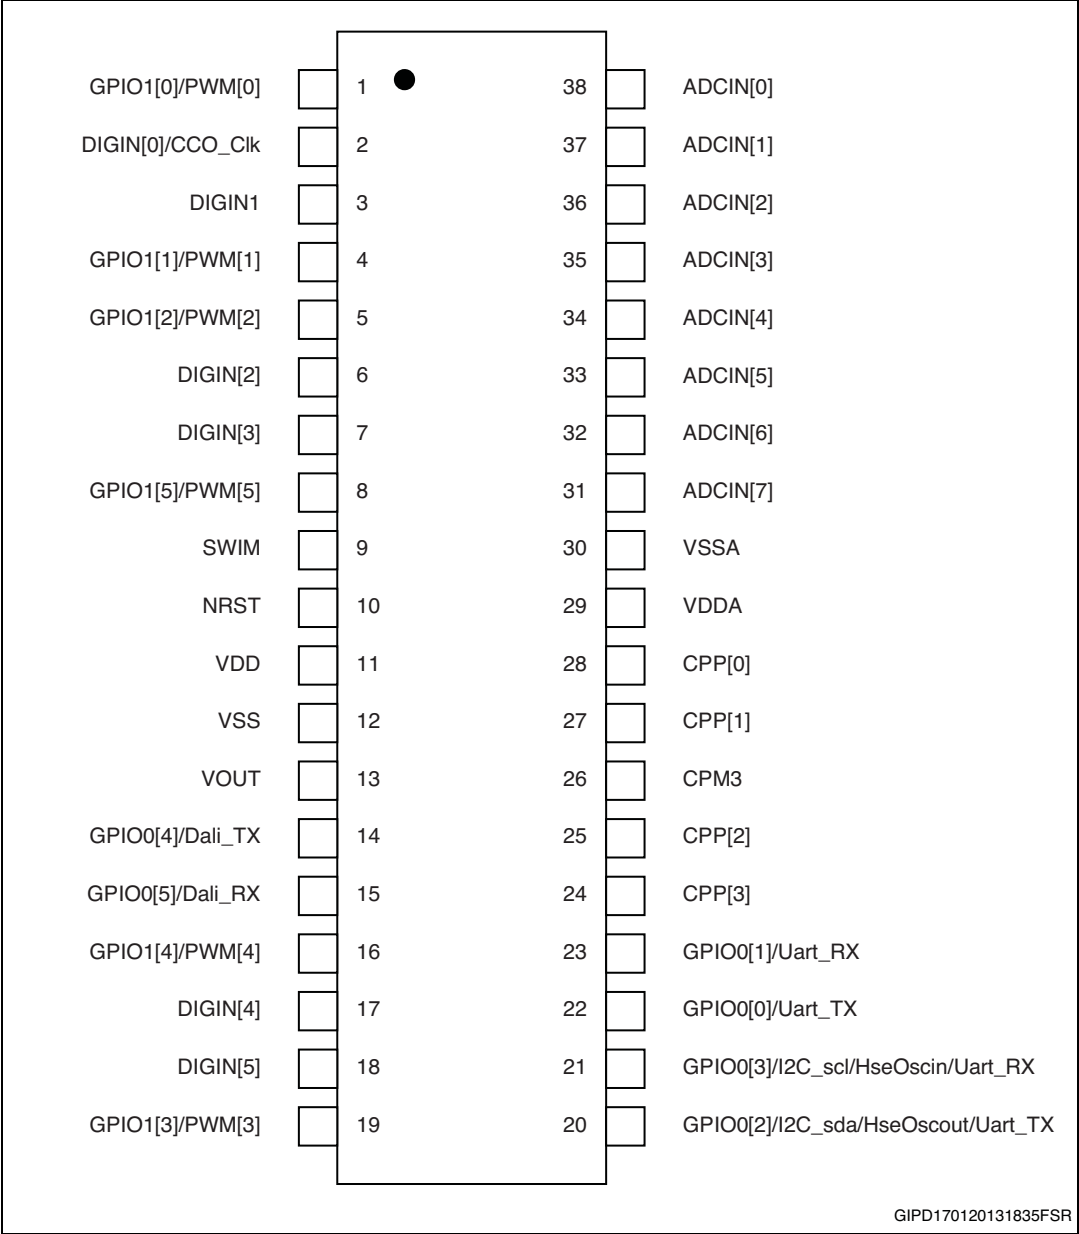 GPIO1[0]/PWM[0] 1 38 ADCIN[0]
DIGIN[0]/CCO_Clk 2 37 ADCIN[1]
DIGIN1 3 36 ADCIN[2]
GPIO1[1]/PWM[1] 4 35 ADCIN[3]
GPIO1[2]/PWM[2] 5 34 ADCIN[4]
DIGIN[2] 6 33 ADCIN[5]
DIGIN[3] 7 32 ADCIN[6]
GPIO1[5]/PWM[5] 8 31 ADCIN[7]
SWIM 9 30 VSSA
NRST 10 29 VDDA
VDD 11 28 CPP[0]
VSS 12 27 CPP[1]
VOUT 13 26 CPM3
GPIO0[4]/Dali_TX 14 25 CPP[2]
GPIO0[5]/Dali_RX 15 24 CPP[3]
GPIO1[4]/PWM[4] 16 23 GPIO0[1]/Uart_RX
DIGIN[4] 17 22 GPIO0[0]/Uart_TX
DIGIN[5] 18 21 GPIO0[3]/I2C_scl/HseOscin/Uart_RX
GPIO1[3]/PWM[3] 19 20 GPIO0[2]/I2C_sda/HseOscout/Uart_TX
GIPD170120131835FSR